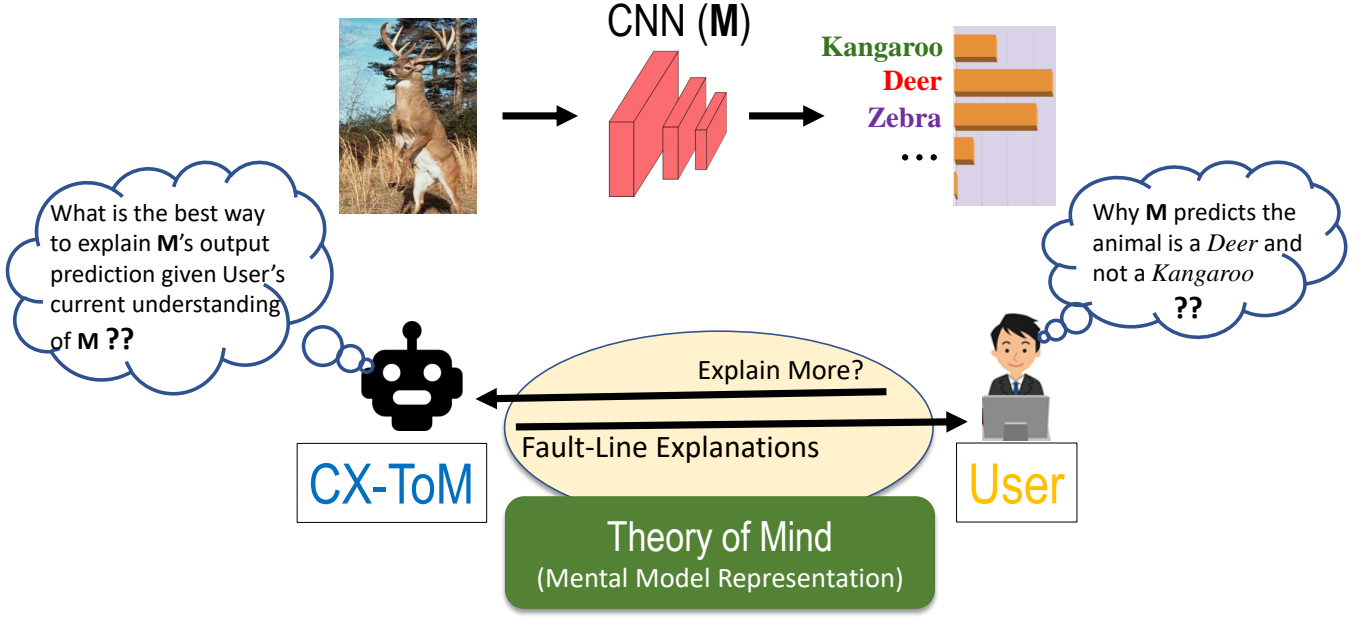 CNN (M)
Kangaroo
Deer
Zebra
...
What is the best way
to explain M's output
prediction given User's
current understanding
of M ??
Why M predicts the
animal is a Deer and
not a Kangaroo
??
Explain More?
Fault-Line Explanations
CX-ToM
User
Theory of Mind
(Mental Model Representation)